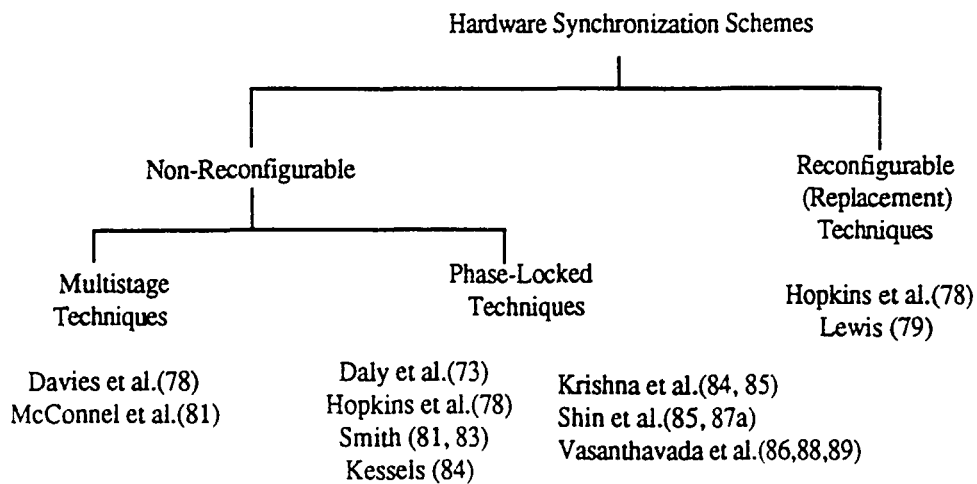 Hardware Synchronization Schemes
Non-Reconfigurable
Reconfigurable
(Replacement)
Techniques
Multistage
Techniques
Phase-Locked
Techniques
Hopkins et al.(78)
Lewis (79)
Davies et al.(78)
McConnel et al.(81)
Daly et al.(73)
Hopkins et al.(78)
Smith (81, 83)
Kessels (84)
Krishna et al.(84, 85)
Shin et al.(85, 87a)
Vasanthavada et al.(86,88,89)